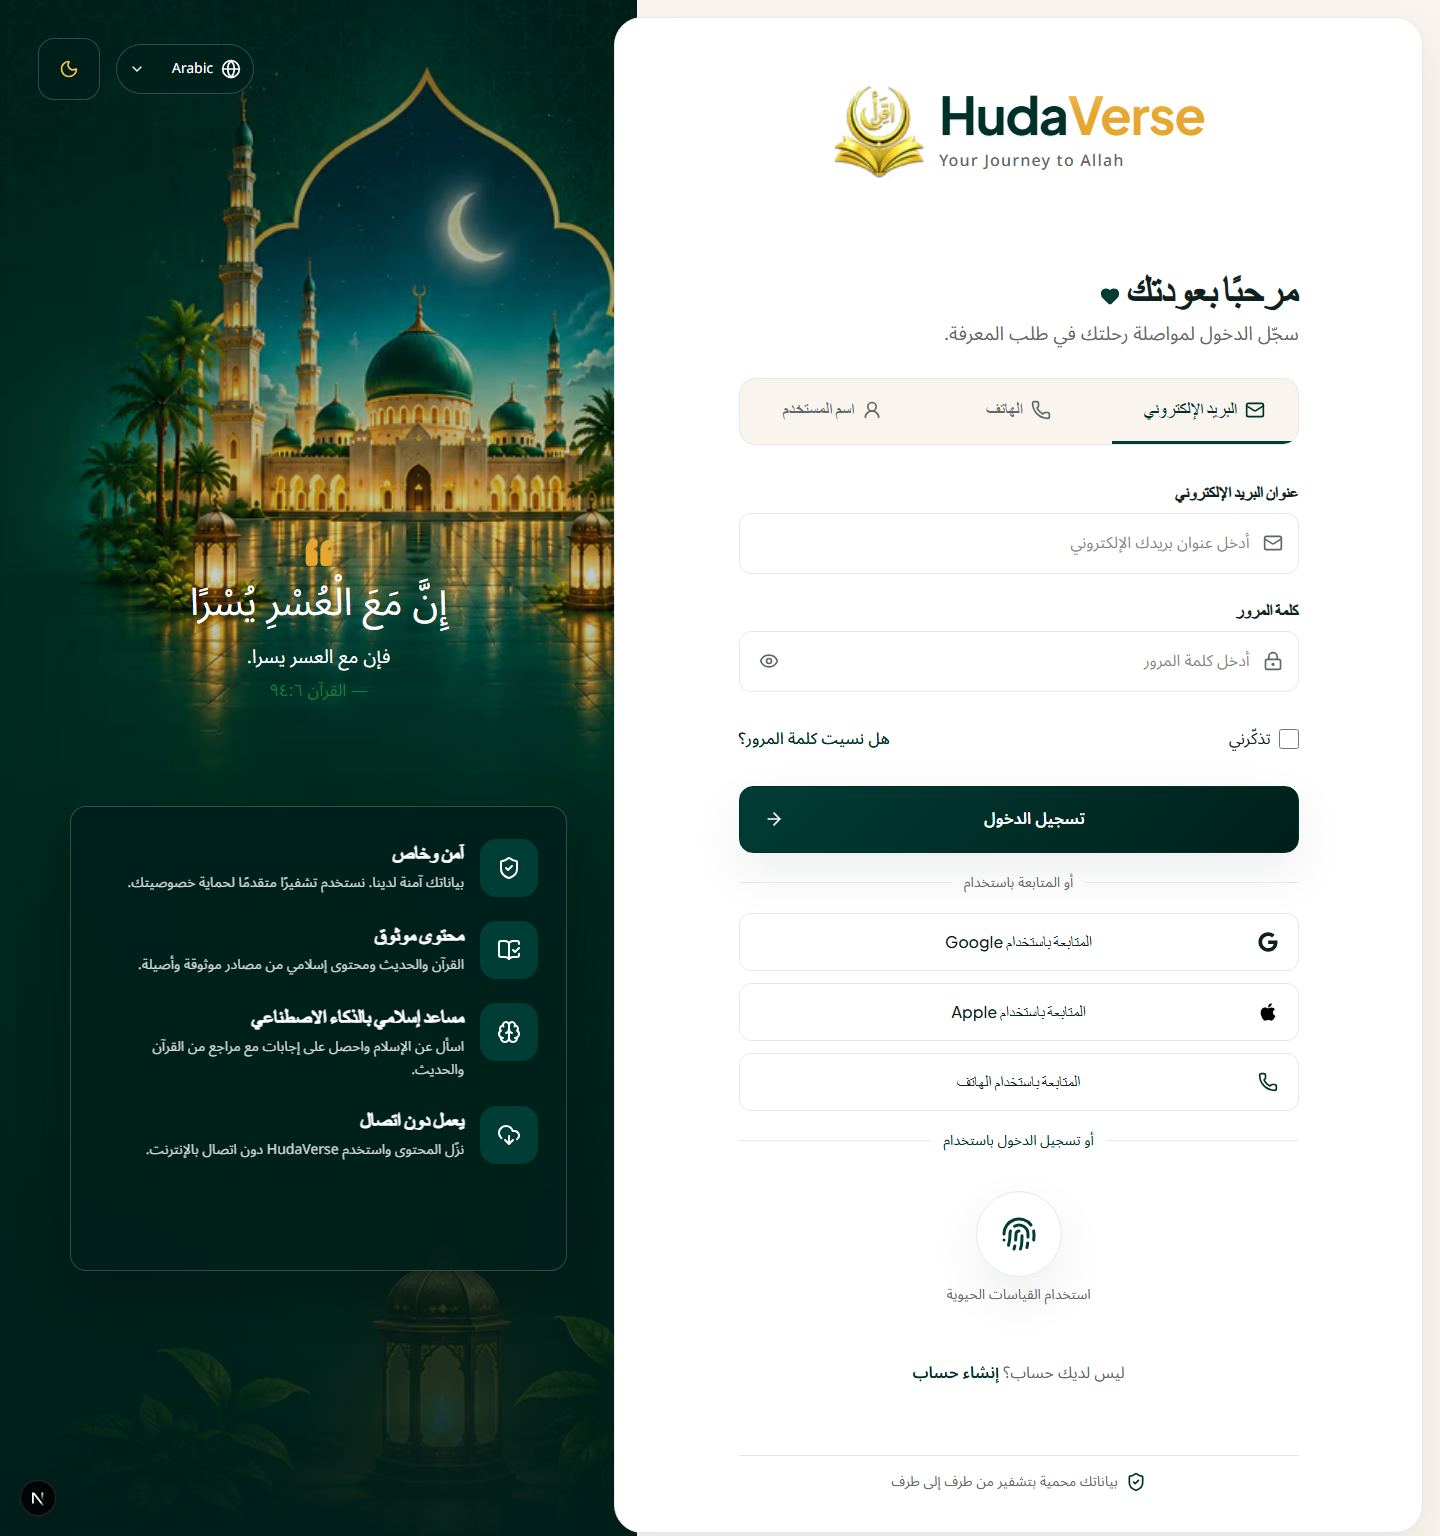 Arabic
HudaVerse
Your Journey to Allah
مرحبًا بعودتك
سجّل الدخول لمواصلة رحلتك في طلب المعرفة.
البريد الإلكتروني
الهاتف
اسم المستخدم
عنوان البريد الإلكتروني
أدخل عنوان بريدك الإلكتروني
كلمة المرور
أدخل كلمة المرور
تذكّرني
هل نسيت كلمة المرور؟
تسجيل الدخول
أو المتابعة باستخدام
المتابعة باستخدام Google
المتابعة باستخدام Apple
المتابعة باستخدام الهاتف
أو تسجيل الدخول باستخدام
استخدام القياسات الحيوية
ليس لديك حساب؟ إنشاء حساب
بياناتك محمية بتشفير من طرف إلى طرف
إِنَّ مَعَ الْعُسْرِ يُسْرًا
فإن مع العسر يسرا.
— القرآن ٩٤:٦
آمن وخاص
بياناتك آمنة لدينا. نستخدم تشفيرًا متقدمًا لحماية خصوصيتك.
محتوى موثوق
القرآن والحديث ومحتوى إسلامي من مصادر موثوقة وأصيلة.
مساعد إسلامي بالذكاء الاصطناعي
اسأل عن الإسلام واحصل على إجابات مع مراجع من القرآن
والحديث.
يعمل دون اتصال
نزّل المحتوى واستخدم HudaVerse دون اتصال بالإنترنت.